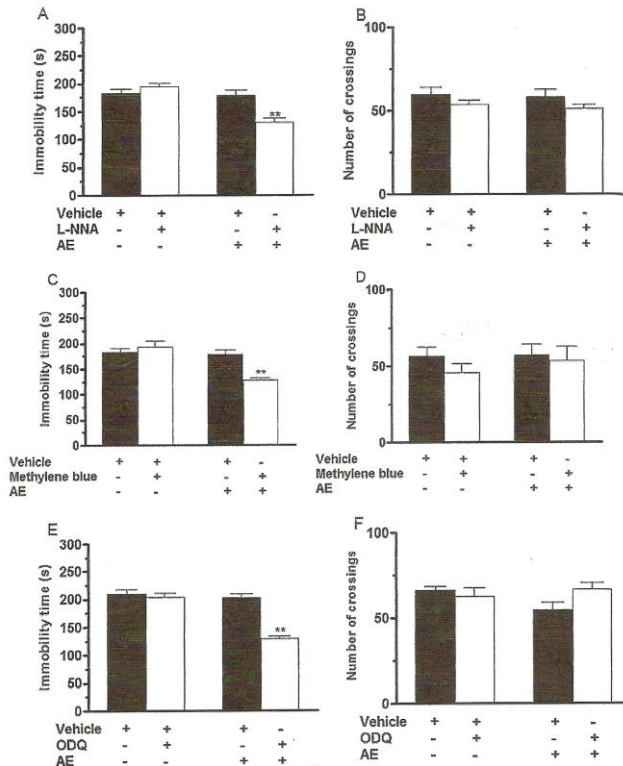 A
Immobility time (s)
300
250
200
150
100
50
0
**
Vehicle + + + -
L-NNA - + - +
AE - - + +
B
Number of crossings
100
50
0
Vehicle + + + -
L-NNA - + - +
AE - - + +
C
Immobility time (s)
300
250
200
150
100
50
0
**
Vehicle + + + -
Methylene blue - + - +
AE - - + +
D
Number of crossings
100
50
0
Vehicle + + + -
Methylene blue - + - +
AE - - + +
E
Immobility time (s)
300
250
200
150
100
50
0
**
Vehicle + + + -
ODQ - + - +
AE - - + +
F
Number of crossings
100
50
0
Vehicle + + + -
ODQ - + - +
AE - - + +